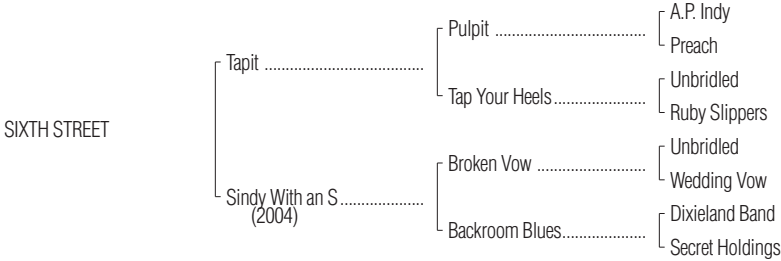 A.P. Indy
Pulpit ....................................
Preach
Tapit ......................................
Unbridled
Tap Your Heels......................
Ruby Slippers
SIXTH STREET
Unbridled
Broken Vow ..........................
Wedding Vow
Sindy With an S....................
(2004)
Dixieland Band
Backroom Blues....................
Secret Holdings